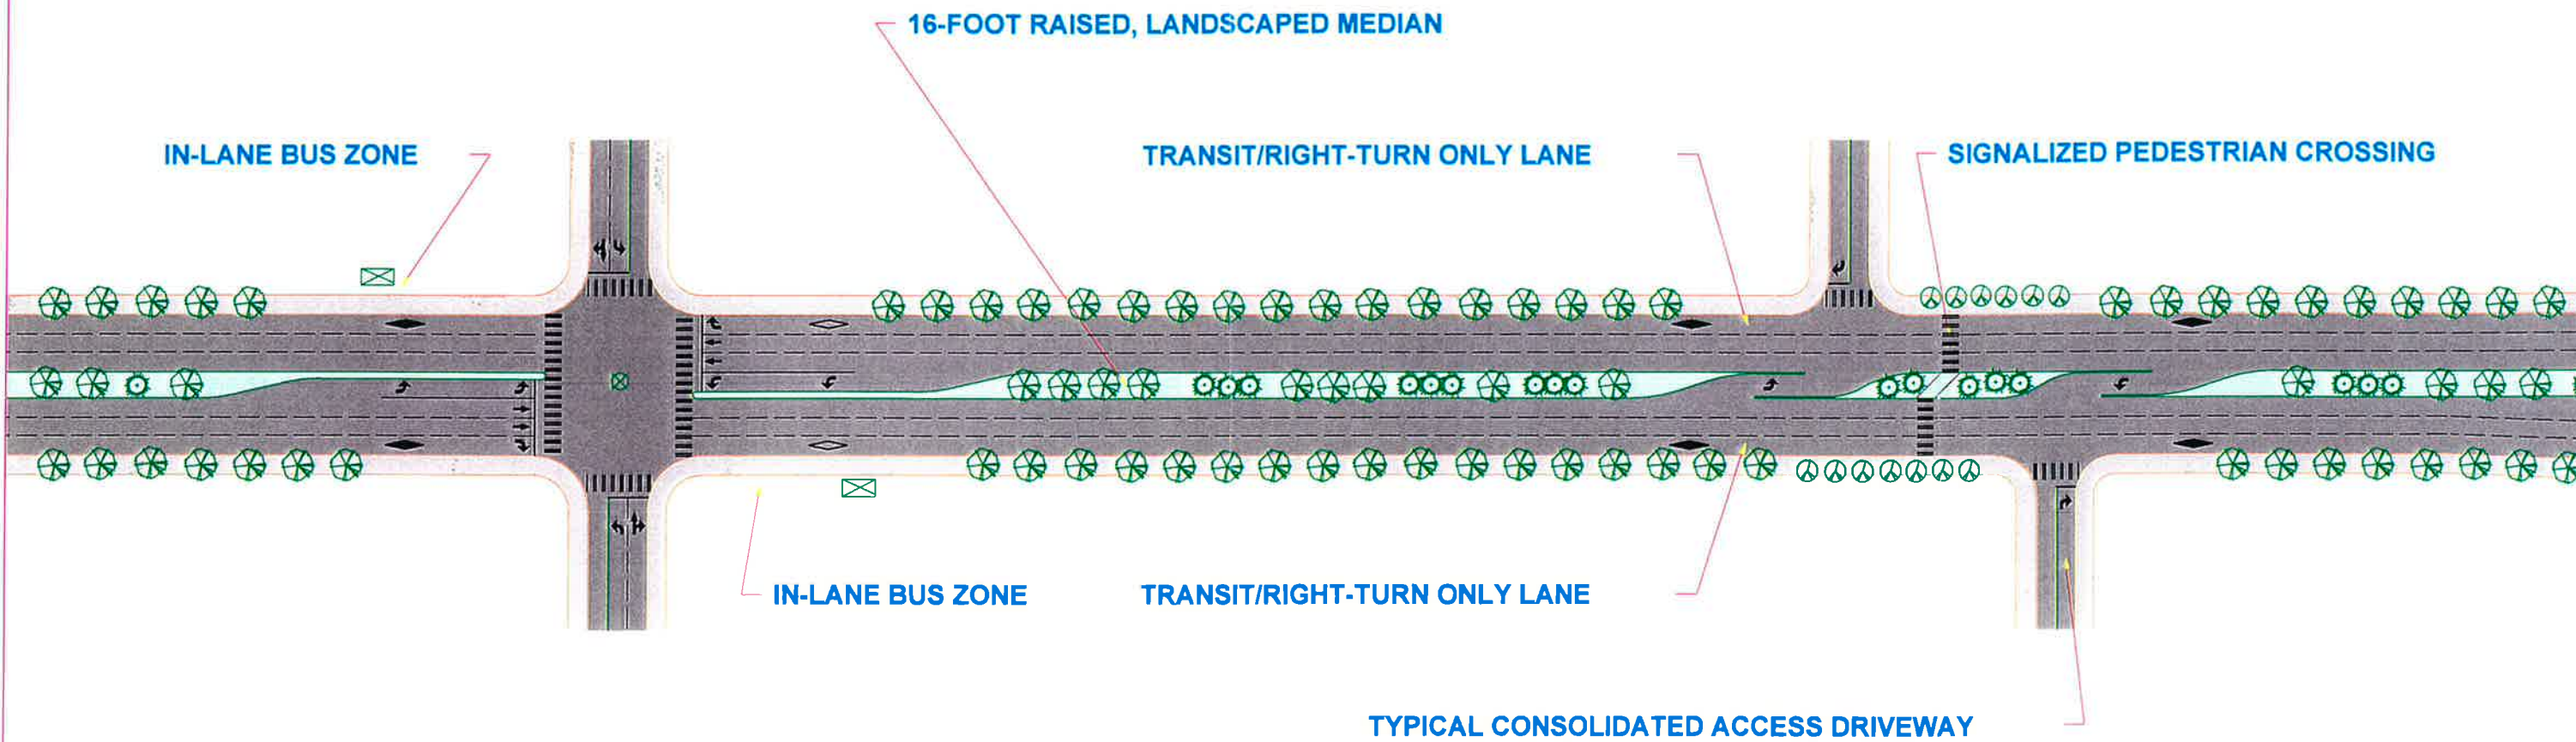 16-FOOT RAISED, LANDSCAPED MEDIAN
IN-LANE BUS ZONE
TRANSIT/RIGHT-TURN ONLY LANE
SIGNALIZED PEDESTRIAN CROSSING
IN-LANE BUS ZONE
TRANSIT/RIGHT-TURN ONLY LANE
TYPICAL CONSOLIDATED ACCESS DRIVEWAY